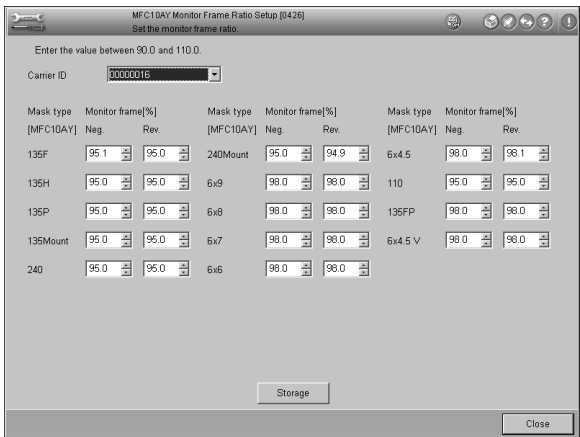 MFC10AY Monitor Frame Ratio Setup [0426]
Set the monitor frame ratio.
Enter the value between 90.0 and 110.0.
Carrier ID 00000016
Mask type Monitor frame[%] Mask type Monitor frame[%] Mask type Monitor frame[%]
[MFC10AY] Neg. Rev. [MFC10AY] Neg. Rev. [MFC10AY] Neg. Rev.
135F 95.1 95.0 240Mount 95.0 94.9 6x4.5 98.0 98.1
135H 95.0 95.0 6x9 98.0 98.0 110 95.0 95.0
135P 95.0 95.0 6x8 98.0 98.0 135FP 98.0 98.0
135Mount 95.0 95.0 6x7 98.0 98.0 6x4.5 V 98.0 98.0
240 95.0 95.0 6x6 98.0 98.0
Storage
Close